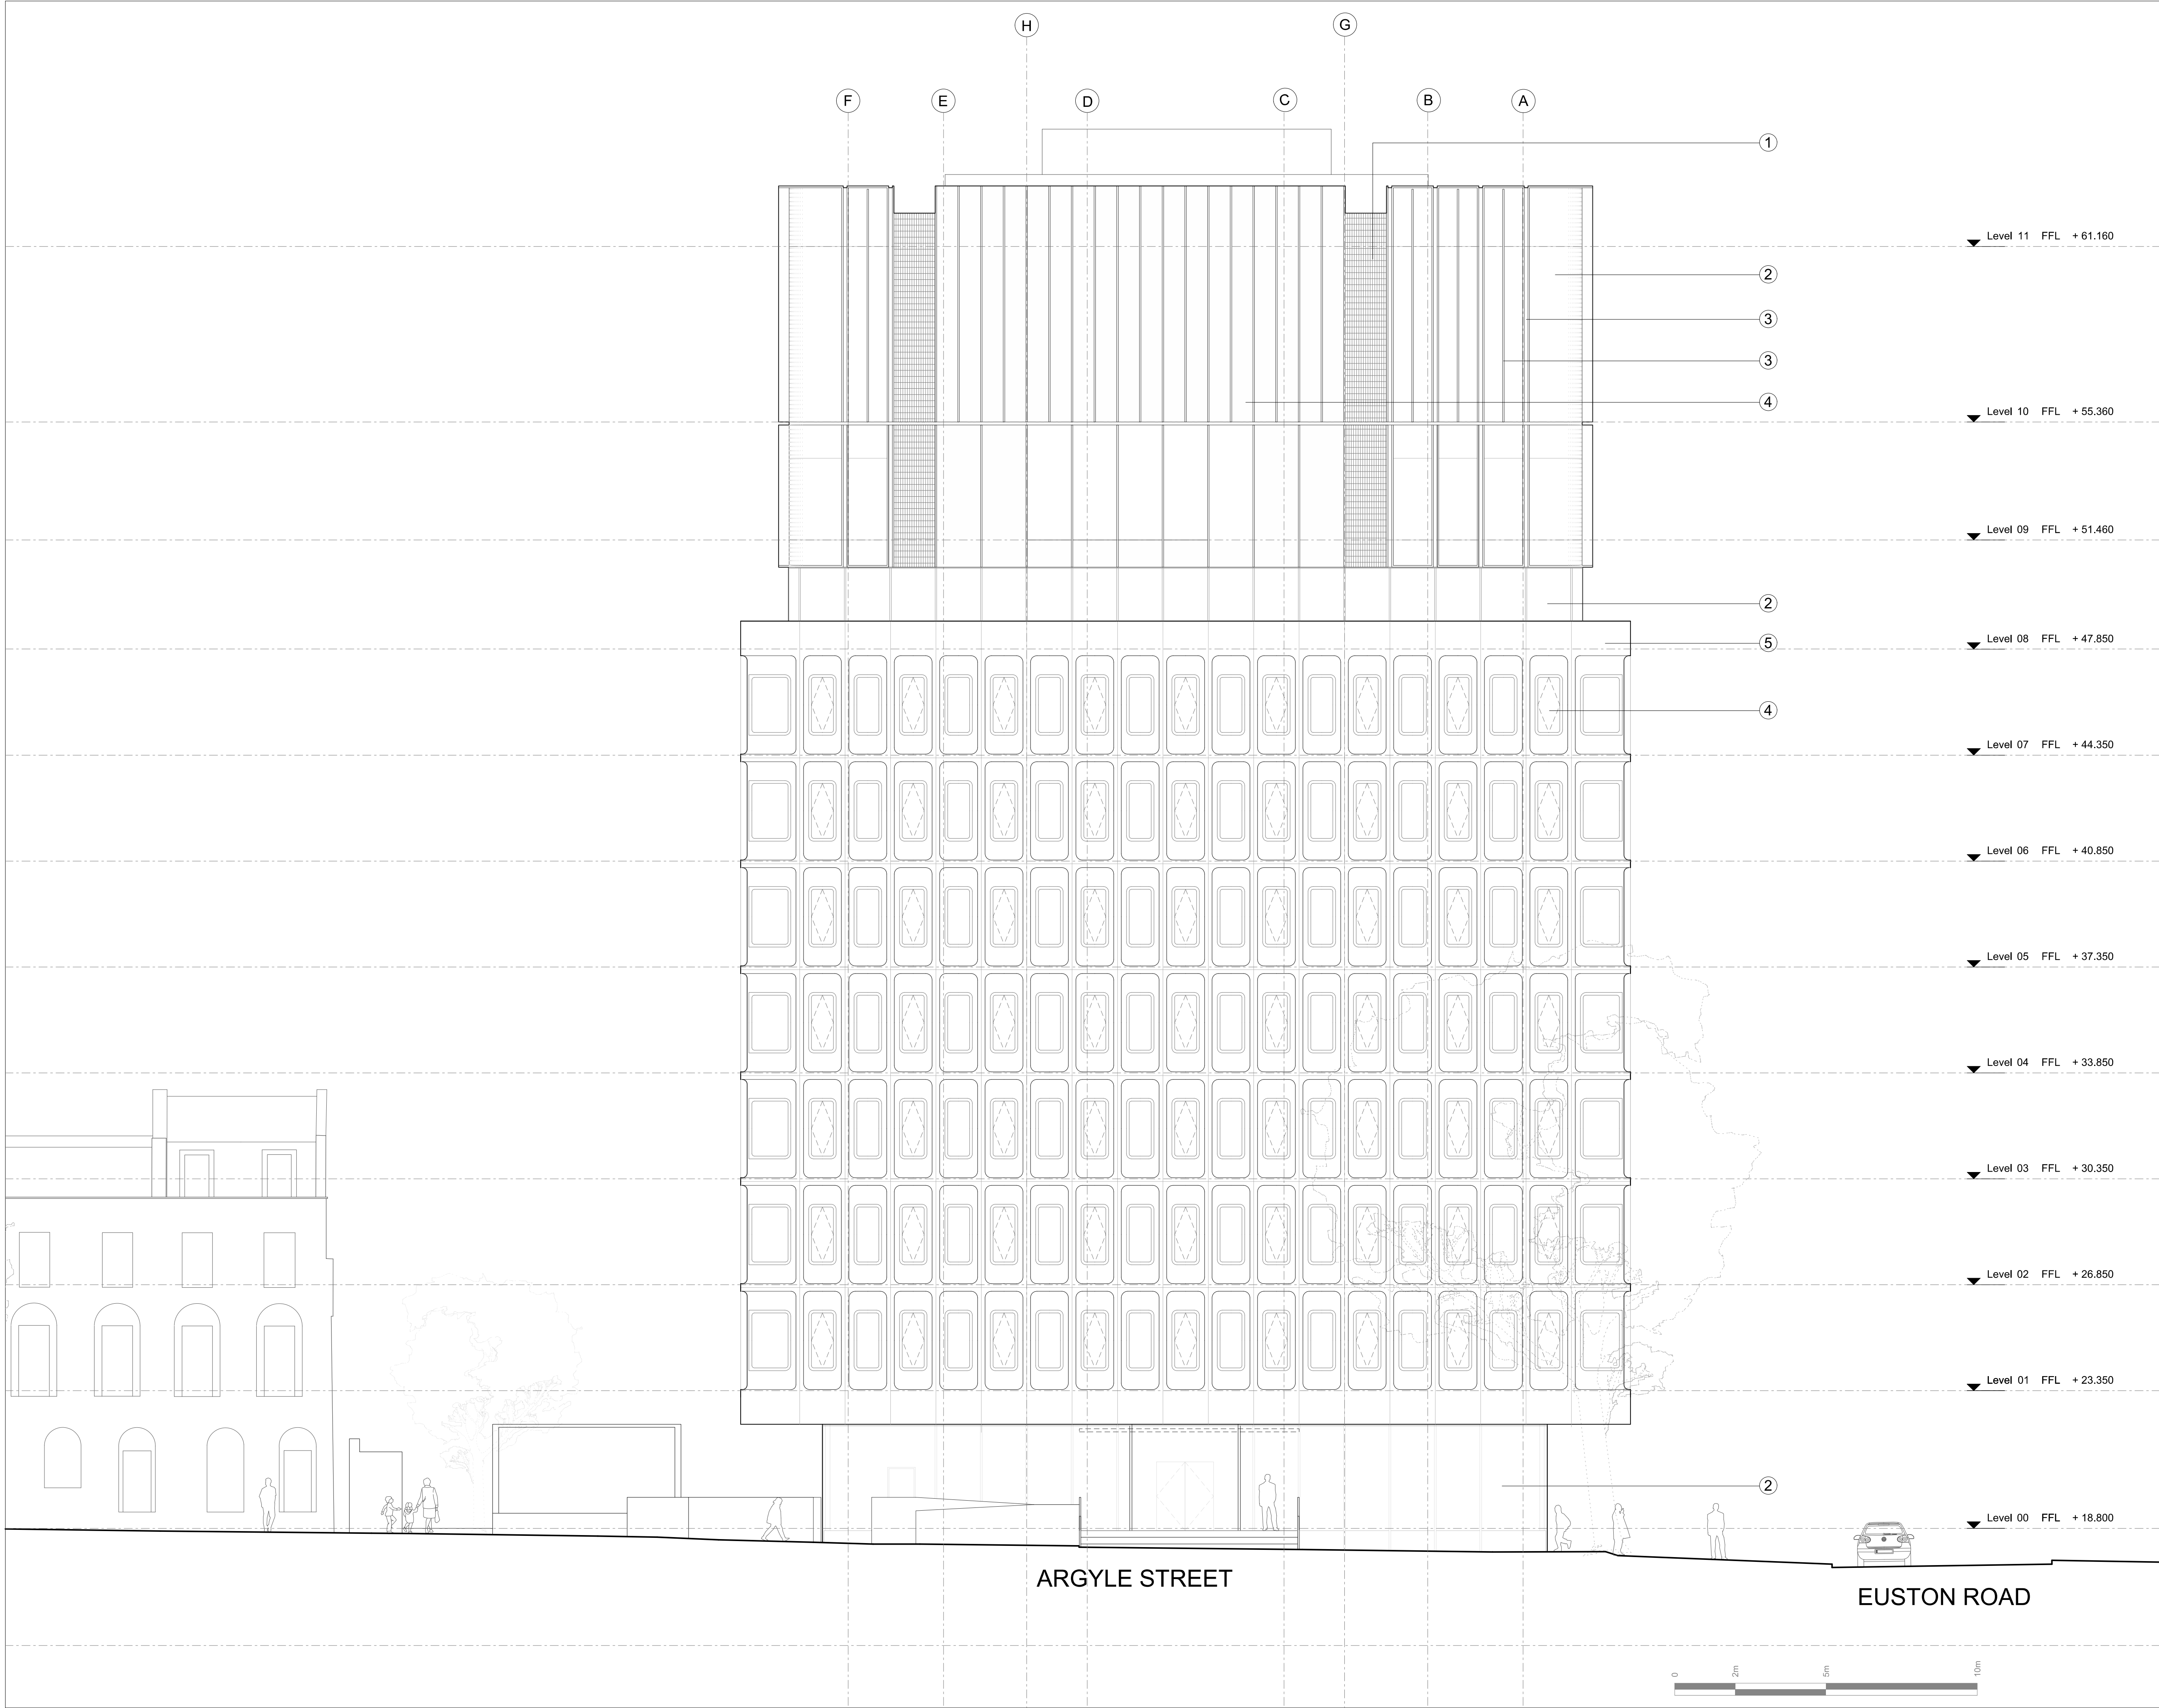 H
G
F
E
D
C
B
A
1
Level 11 FFL + 61.160
2
3
3
4
Level 10 FFL + 55.360
Level 09 FFL + 51.460
2
Level 08 FFL + 47.850
5
4
Level 07 FFL + 44.350
Level 06 FFL + 40.850
Level 05 FFL + 37.350
Level 04 FFL + 33.850
Level 03 FFL + 30.350
Level 02 FFL + 26.850
Level 01 FFL + 23.350
2
Level 00 FFL + 18.800
ARGYLE STREET
EUSTON ROAD
0
2m
5m
10m